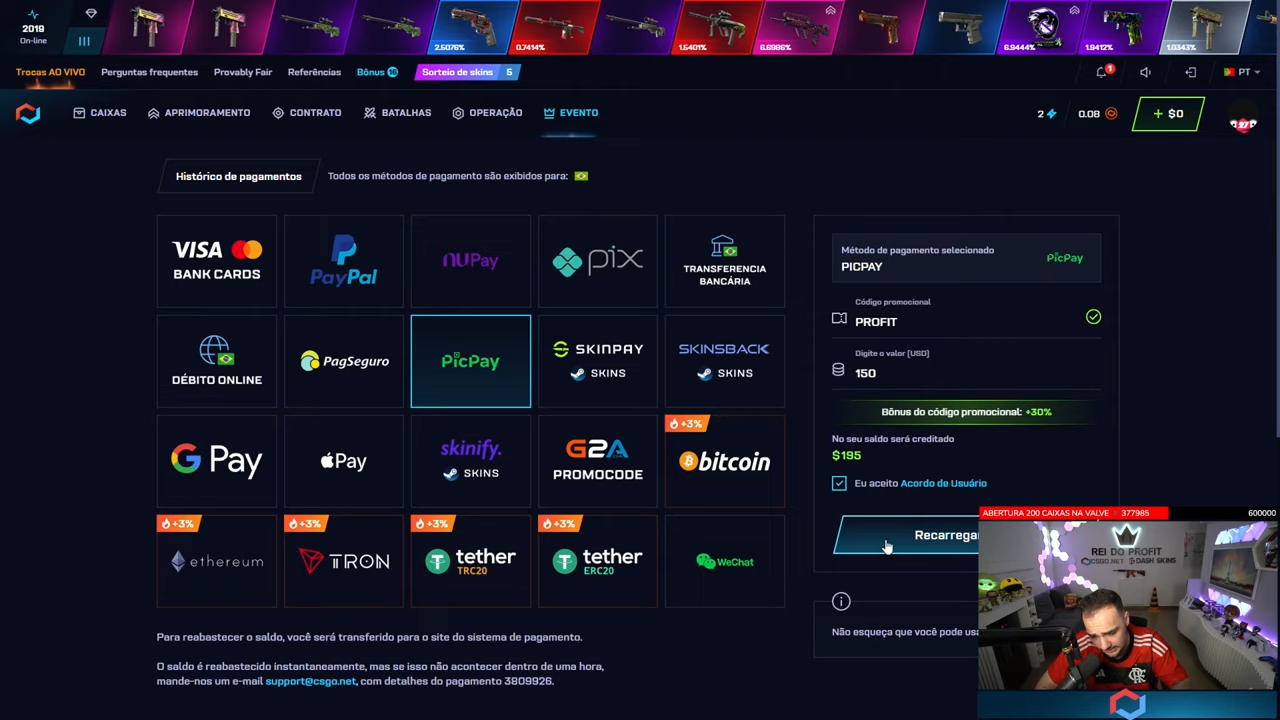 2019
On-line
2.5076%
0.7414%
1.5401%
6.6986%
6.9444%
1.9412%
1.0343%
Trocas AO VIVO
Perguntas frequentes
Provably Fair
Referências
Bônus 16
Sorteio de skins 5
1
PT
CAIXAS
APRIMORAMENTO
CONTRATO
BATALHAS
OPERAÇÃO
EVENTO
2
0.08
+ $0
Histórico de pagamentos
Todos os métodos de pagamento são exibidos para:
VISA
BANK CARDS
PayPal
nuPay
pix
TRANSFERENCIA
BANCÁRIA
DÉBITO ONLINE
PagSeguro
PicPay
SKINPAY
SKINS
SKINSBACK
SKINS
G Pay
Pay
skinify.
SKINS
G2A
PROMOCODE
+3%
bitcoin
+3%
ethereum
+3%
TRON
+3%
tether
TRC20
+3%
tether
ERC20
WeChat
Para reabastecer o saldo, você será transferido para o site do sistema de pagamento.
O saldo é reabastecido instantaneamente, mas se isso não acontecer dentro de uma hora,
mande-nos um e-mail support@csgo.net, com detalhes do pagamento 3809926.
Método de pagamento selecionado
PICPAY
PicPay
Código promocional
PROFIT
Digite o valor (USD)
150
Bônus do código promocional: +30%
No seu saldo será creditado
$195
Eu aceito Acordo de Usuário
Recarrega
Não esqueça que você pode usa
ABERTURA 200 CAIXAS NA VALVE 377985
600000
REI DO PROFIT
CSGO.NET DASH SKINS